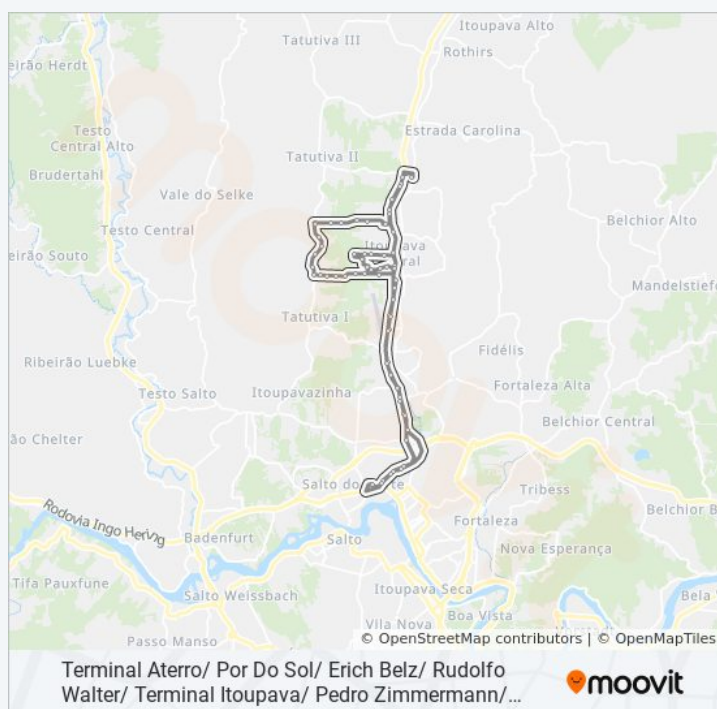 Itoupava Alto
Tatutiva III
Rothirs
eirão Herdt
Testo
Central Alto
Estrada Carolina
Tatutiva II
Brudertahl
Vale do Selke
Belchior Alto
Testo Central
Itoupava
eirão Souto
Mandelstief
Tatutiva I
Fidélis
Ribeirão Luebke
Fortaleza Alta
Testo Salto
Itoupavazinha
Belchior Central
ão Chelter
Salto do
Tribess
Rodovia Ingo Hering
Belchior B
Fortaleza
Badenfurt
Salto
Nova Esperança
Tifa Pauxfune
Itoupava Seca
Salto Weissbach
Bela
Boa Vista
Vila Nova
Passo Manso
© OpenStreetMap contributors | © OpenMapTiles
Terminal Aterro/ Por Do Sol/ Erich Belz/ Rudolfo
Walter/ Terminal Itoupava/ Pedro Zimmermann/…
moovit